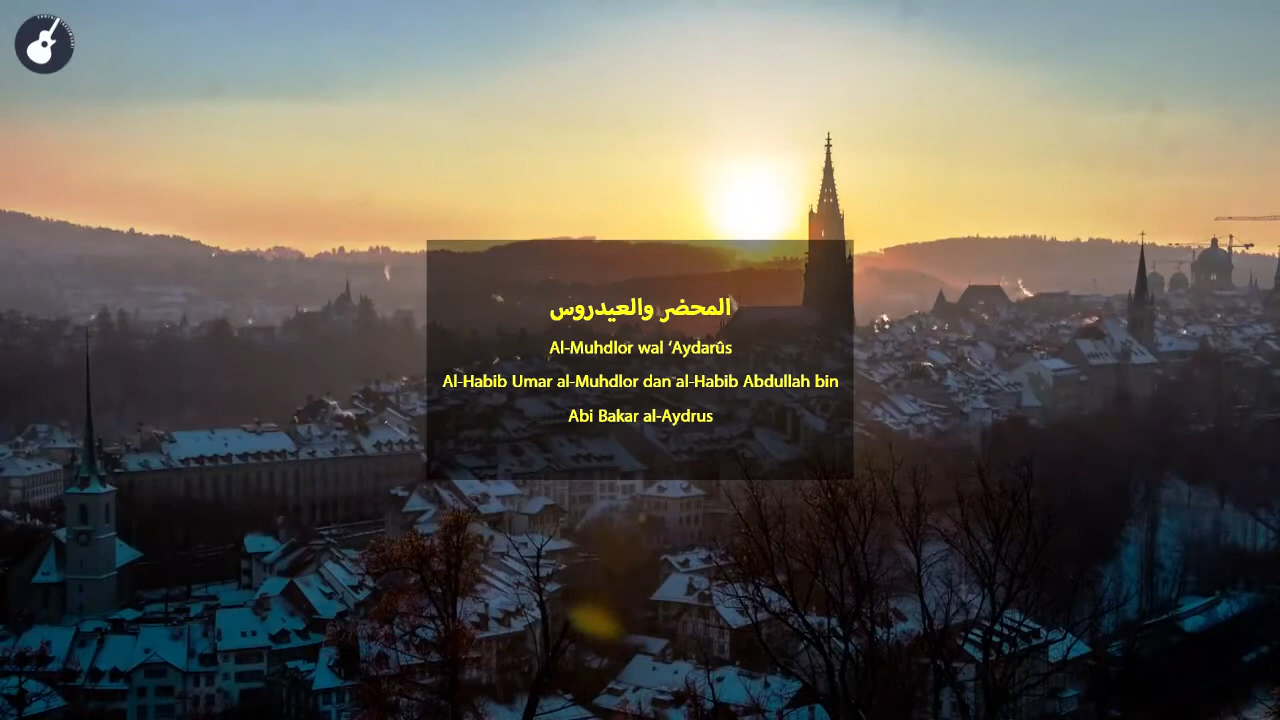 المحضر والعيدروس
Al-Muhdlor wal ‘Aydarûs
Al-Habib Umar al-Muhdlor dan al-Habib Abdullah bin
Abi Bakar al-Aydrus